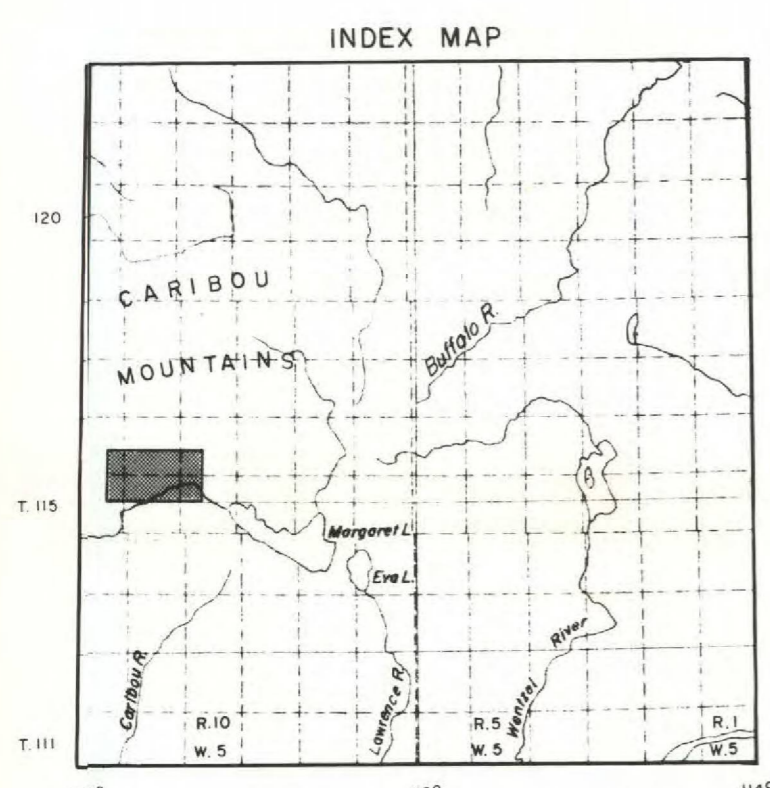 INDEX MAP
120
CARIBOU
MOUNTAINS
Buffalo R.
T. 115
Margaret L.
Eva L.
Caribou R.
Lawrence R.
Wentzel River
R.10
W. 5
R.5
W. 5
R.1
W.5
T. 111